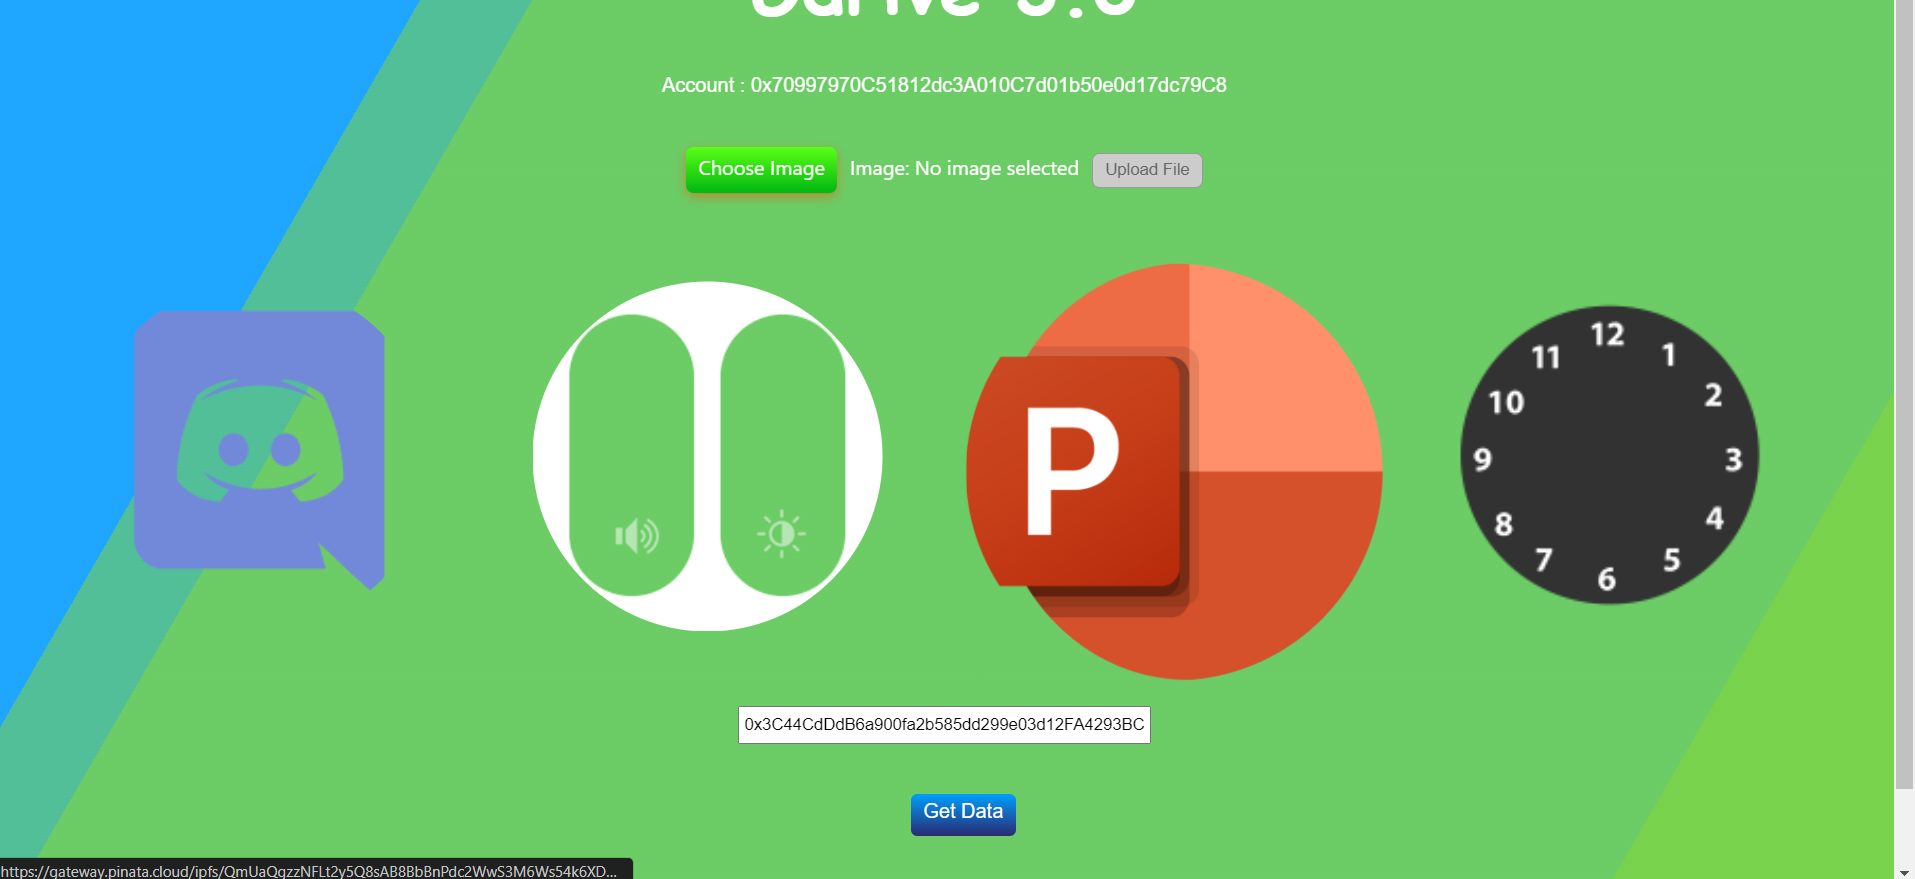 Account : 0x70997970C51812dc3A010C7d01b50e0d17dc79C8
Choose Image Image: No image selected Upload File
P
12
11 1
10 2
9 3
8 4
7 5
6
0x3C44CdDdB6a900fa2b585dd299e03d12FA4293BC
Get Data
https://gateway.pinata.cloud/ipfs/QmUaQgzzNFLt2y5Q8sAB8BbBnPdc2WwS3M6Ws54k6XD...